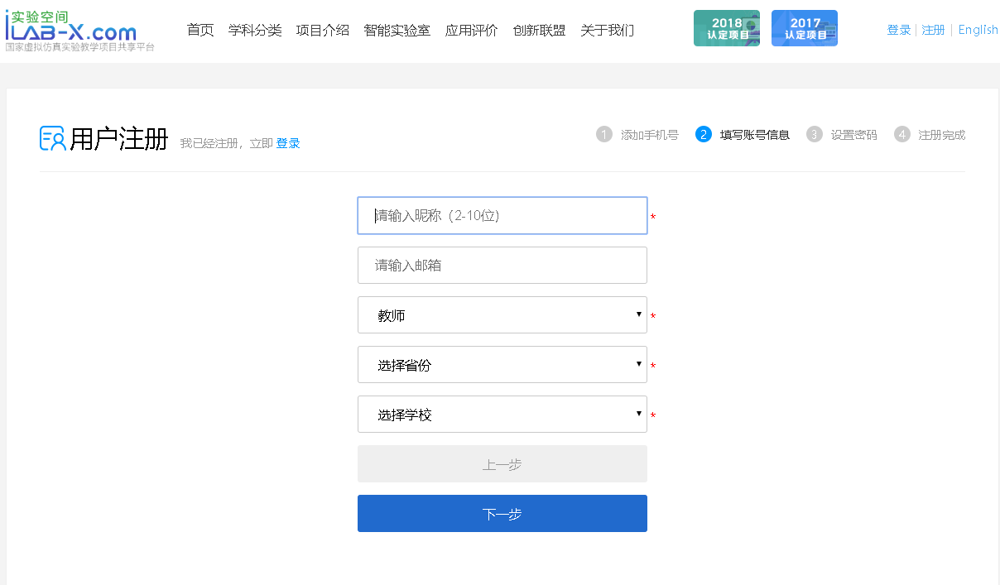 实验空间
iLAB-X.com
国家虚拟仿真实验教学项目共享平台
首页 学科分类 项目介绍 智能实验室 应用评价 创新联盟 关于我们
2018
认定项目
2017
认定项目
登录 | 注册 | English
用户注册 我已经注册，立即 登录
1 添加手机号 2 填写账号信息 3 设置密码 4 注册完成
请输入昵称（2-10位） *
请输入邮箱
教师 *
选择省份 *
选择学校 *
上一步
下一步